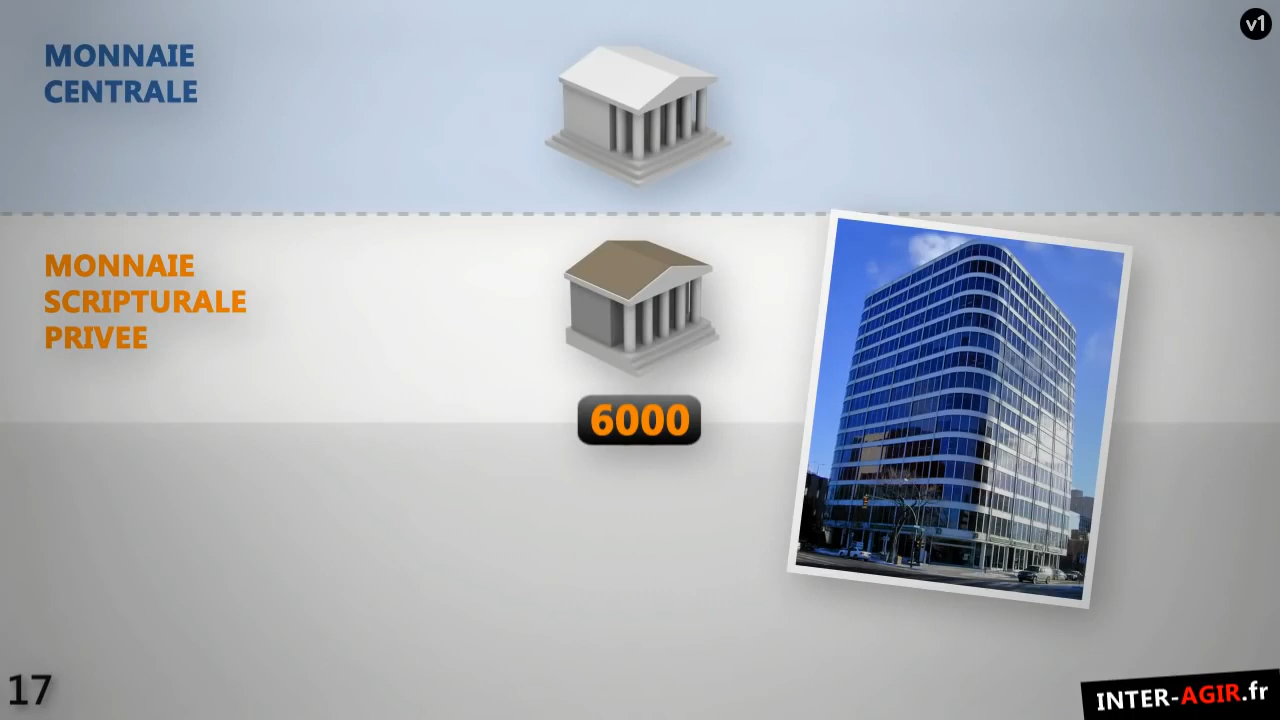 v1
MONNAIE
CENTRALE
MONNAIE
SCRIPTURALE
PRIVEE
6000
17
INTER-AGIR.fr